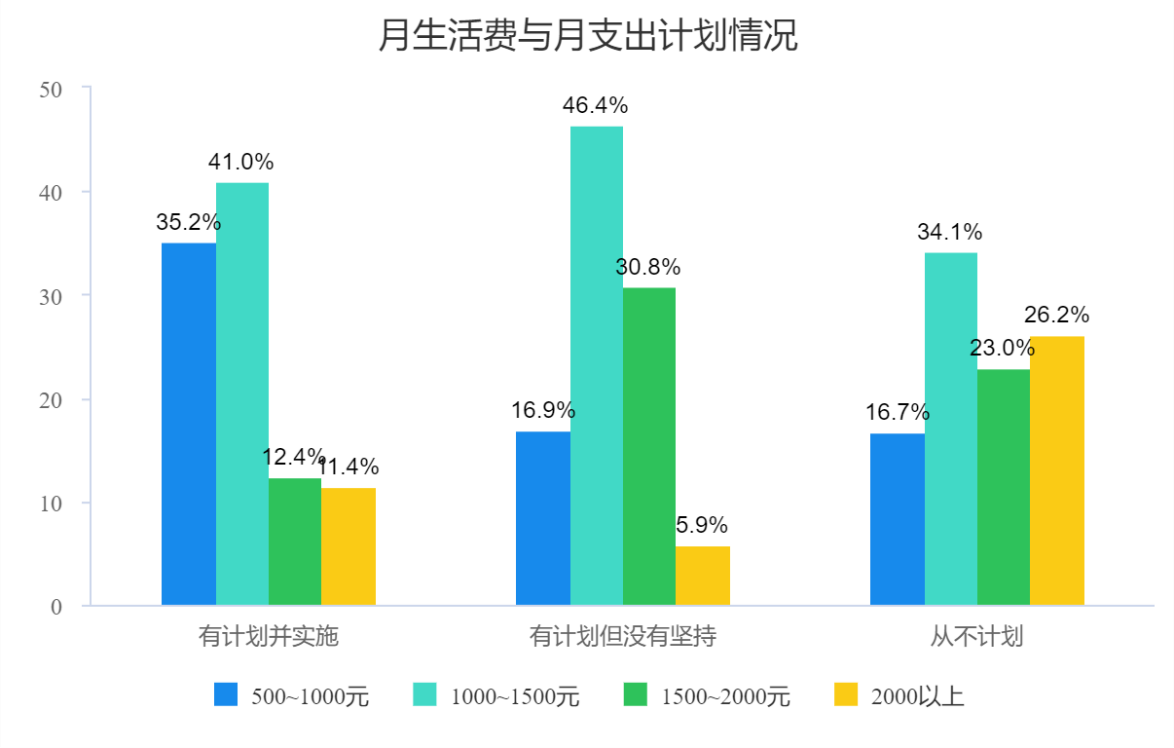 月生活费与月支出计划情况
50
40
30
20
10
0
35.2%
41.0%
12.4%
11.4%
16.9%
46.4%
30.8%
5.9%
16.7%
34.1%
23.0%
26.2%
有计划并实施
有计划但没有坚持
从不计划
500~1000元
1000~1500元
1500~2000元
2000以上